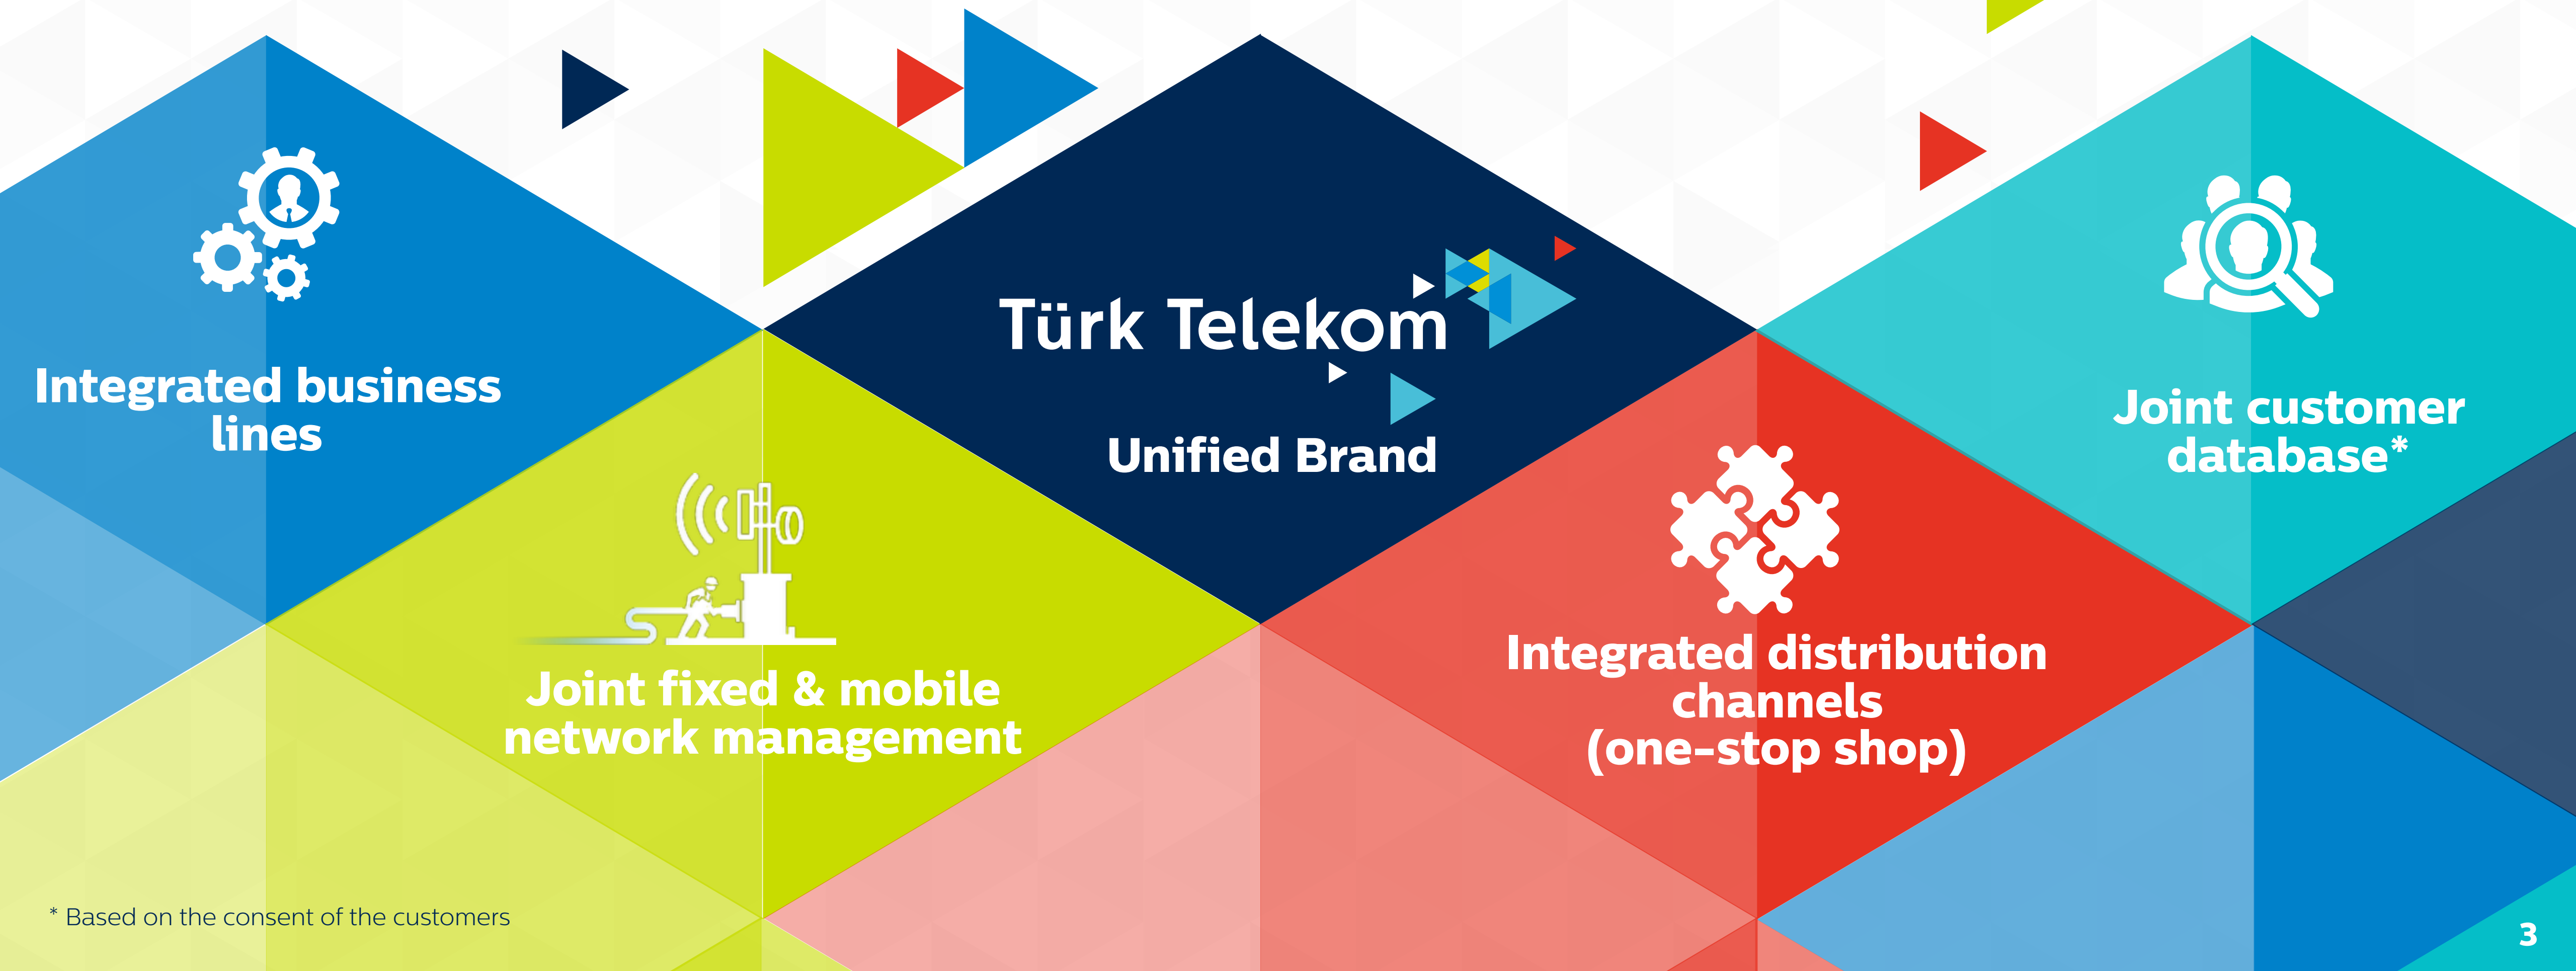 Integrated business
lines
Joint fixed & mobile
network management
Türk Telekom
Unified Brand
Integrated distribution
channels
(one-stop shop)
Joint customer
database*
* Based on the consent of the customers
3